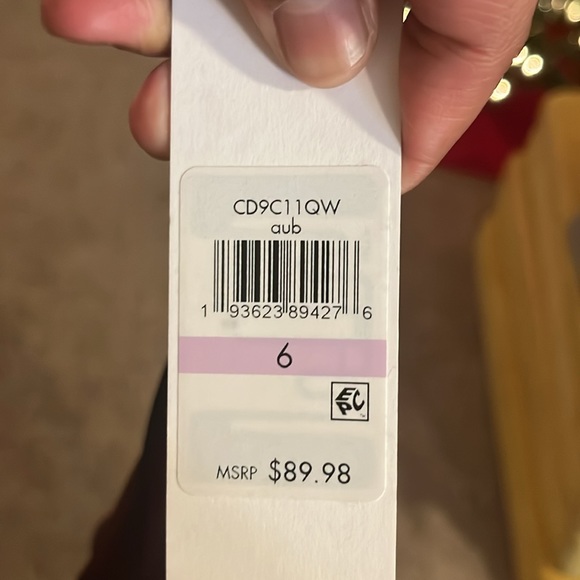 CD9C11QW
aub
1 93623 89427 6
6
EPC
MSRP $89.98